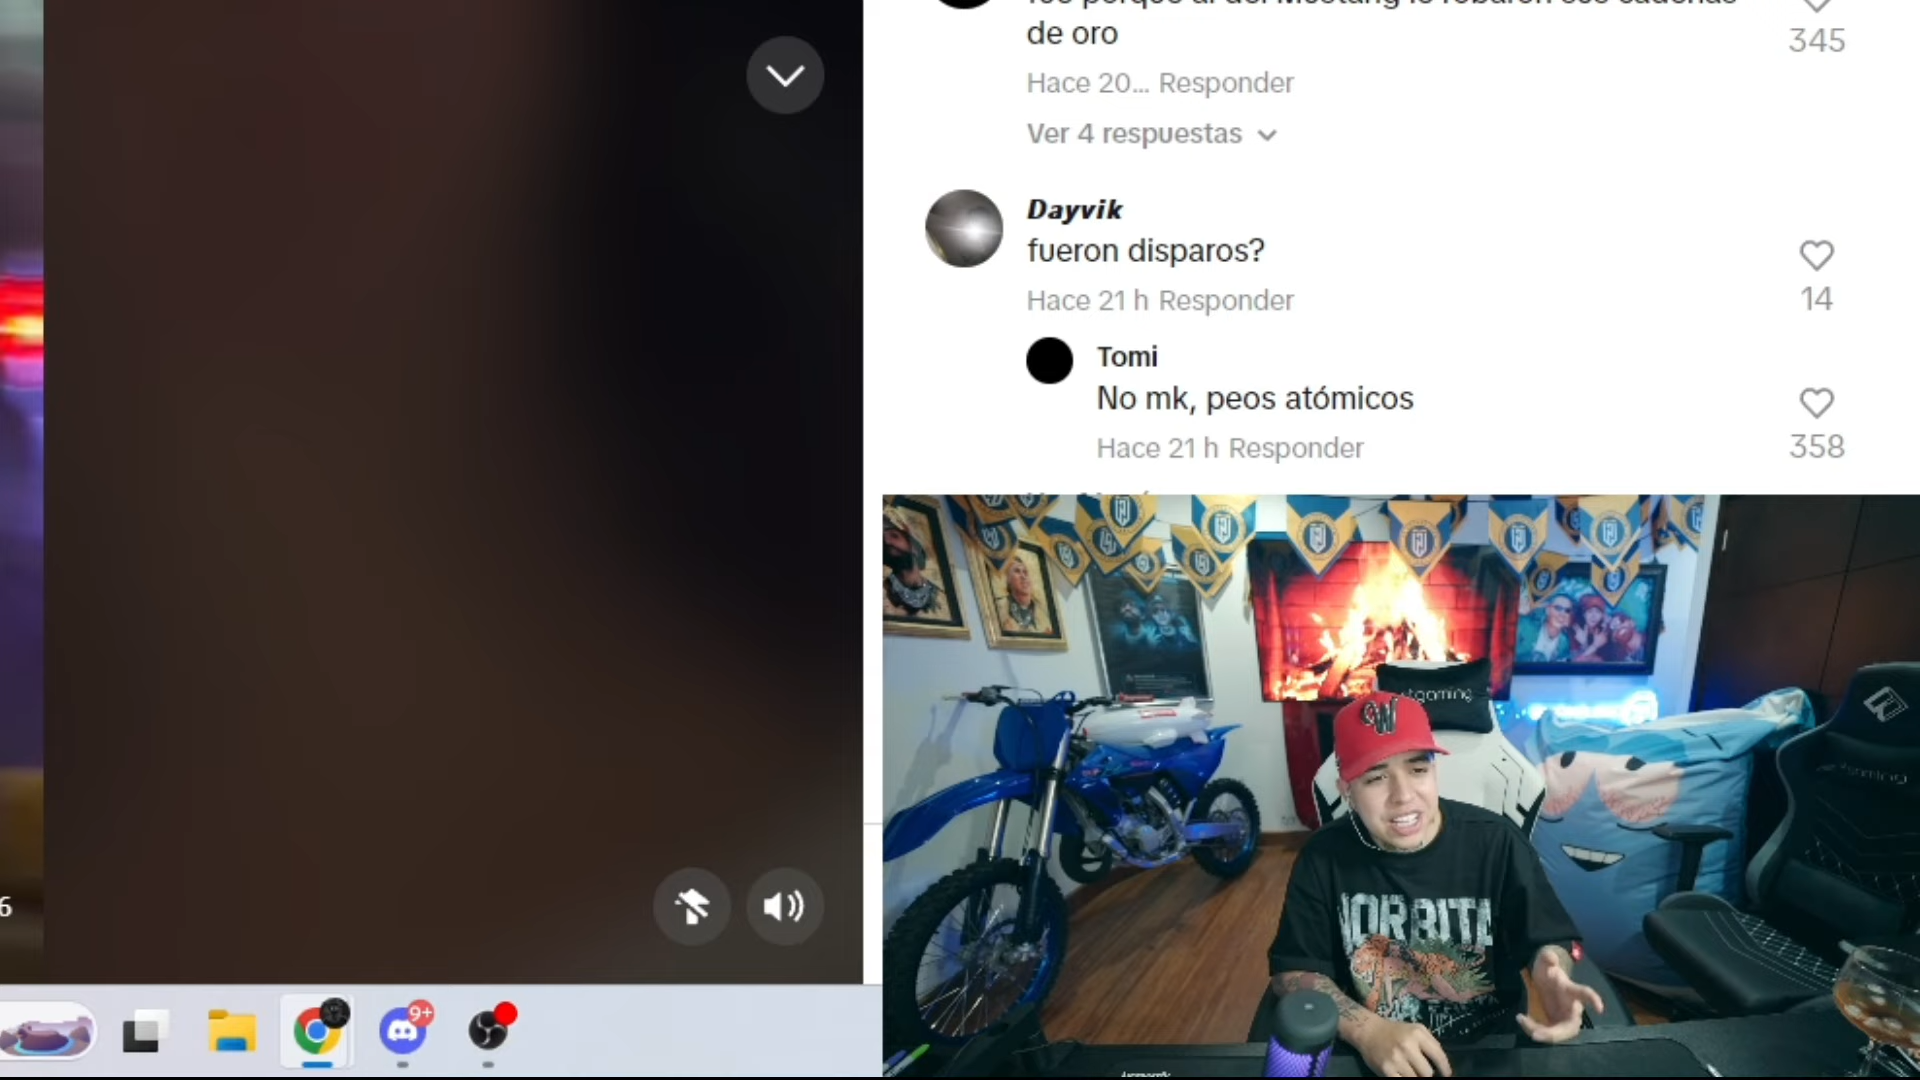 de oro
345
Hace 20... Responder
Ver 4 respuestas
Dayvik
fueron disparos?
14
Hace 21 h Responder
Tomi
No mk, peos atómicos
358
Hace 21 h Responder
6
9+
W